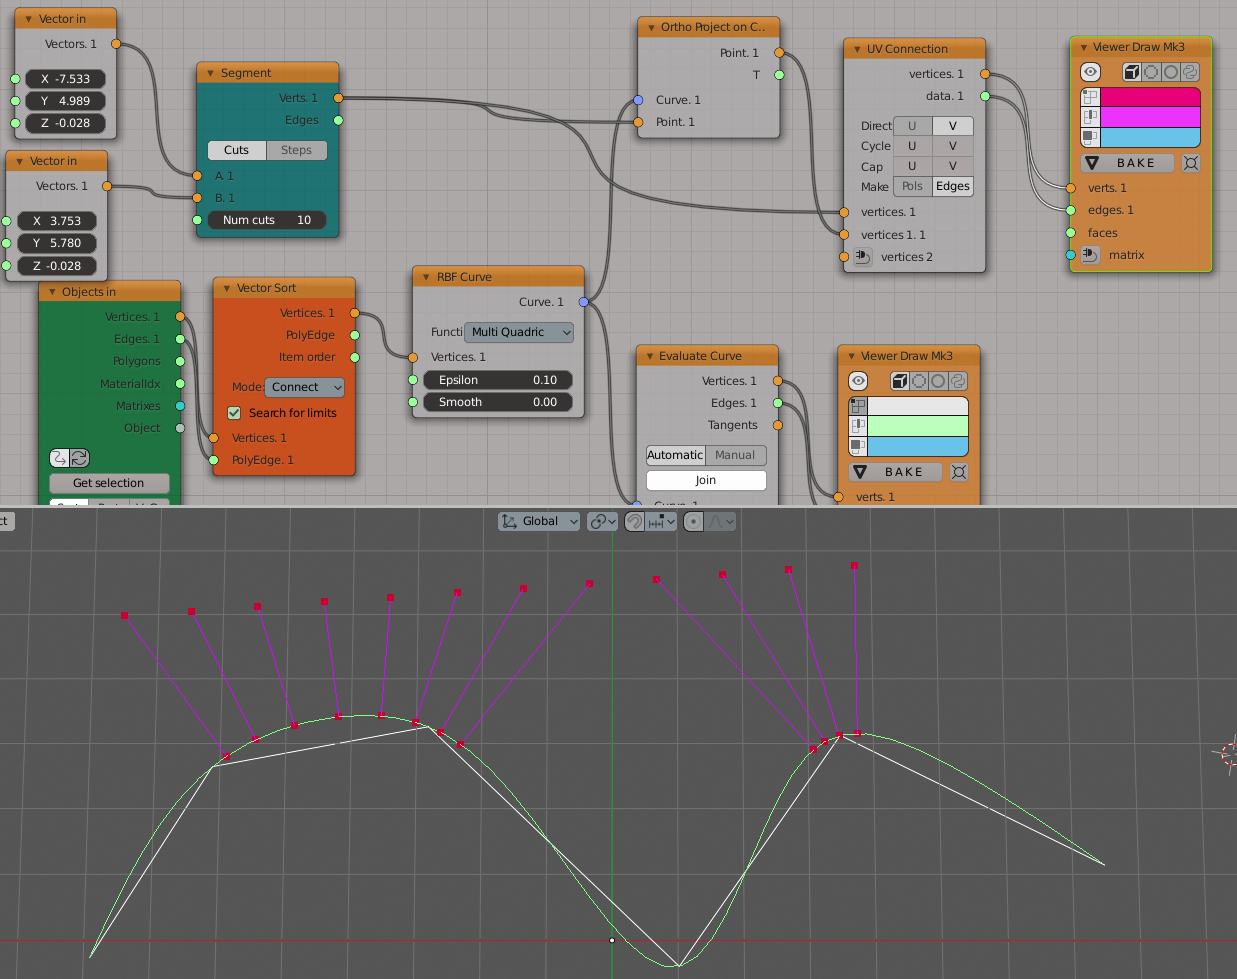 Vector in
Vectors. 1
X -7.533
Y 4.989
Z -0.028
Vector in
Vectors. 1
X 3.753
Y 5.780
Z -0.028
Segment
Verts. 1
Edges
Cuts Steps
A. 1
B. 1
Num cuts 10
Objects in
Vertices. 1
Edges. 1
Polygons
MaterialIdx
Matrixes
Object
Get selection
Vector Sort
Vertices. 1
PolyEdge
Item order
Mode: Connect
Search for limits
Vertices. 1
PolyEdge. 1
RBF Curve
Curve. 1
Functi Multi Quadric
Vertices. 1
Epsilon 0.10
Smooth 0.00
Ortho Project on C..
Point. 1
T
Curve. 1
Point. 1
Evaluate Curve
Vertices. 1
Edges. 1
Tangents
Automatic Manual
Join
UV Connection
vertices. 1
data. 1
Direct U V
Cycle U V
Cap U V
Make Pols Edges
vertices. 1
vertices 1. 1
vertices 2
Viewer Draw Mk3
BAKE
verts. 1
Viewer Draw Mk3
BAKE
verts. 1
edges. 1
faces
matrix
ct
Global